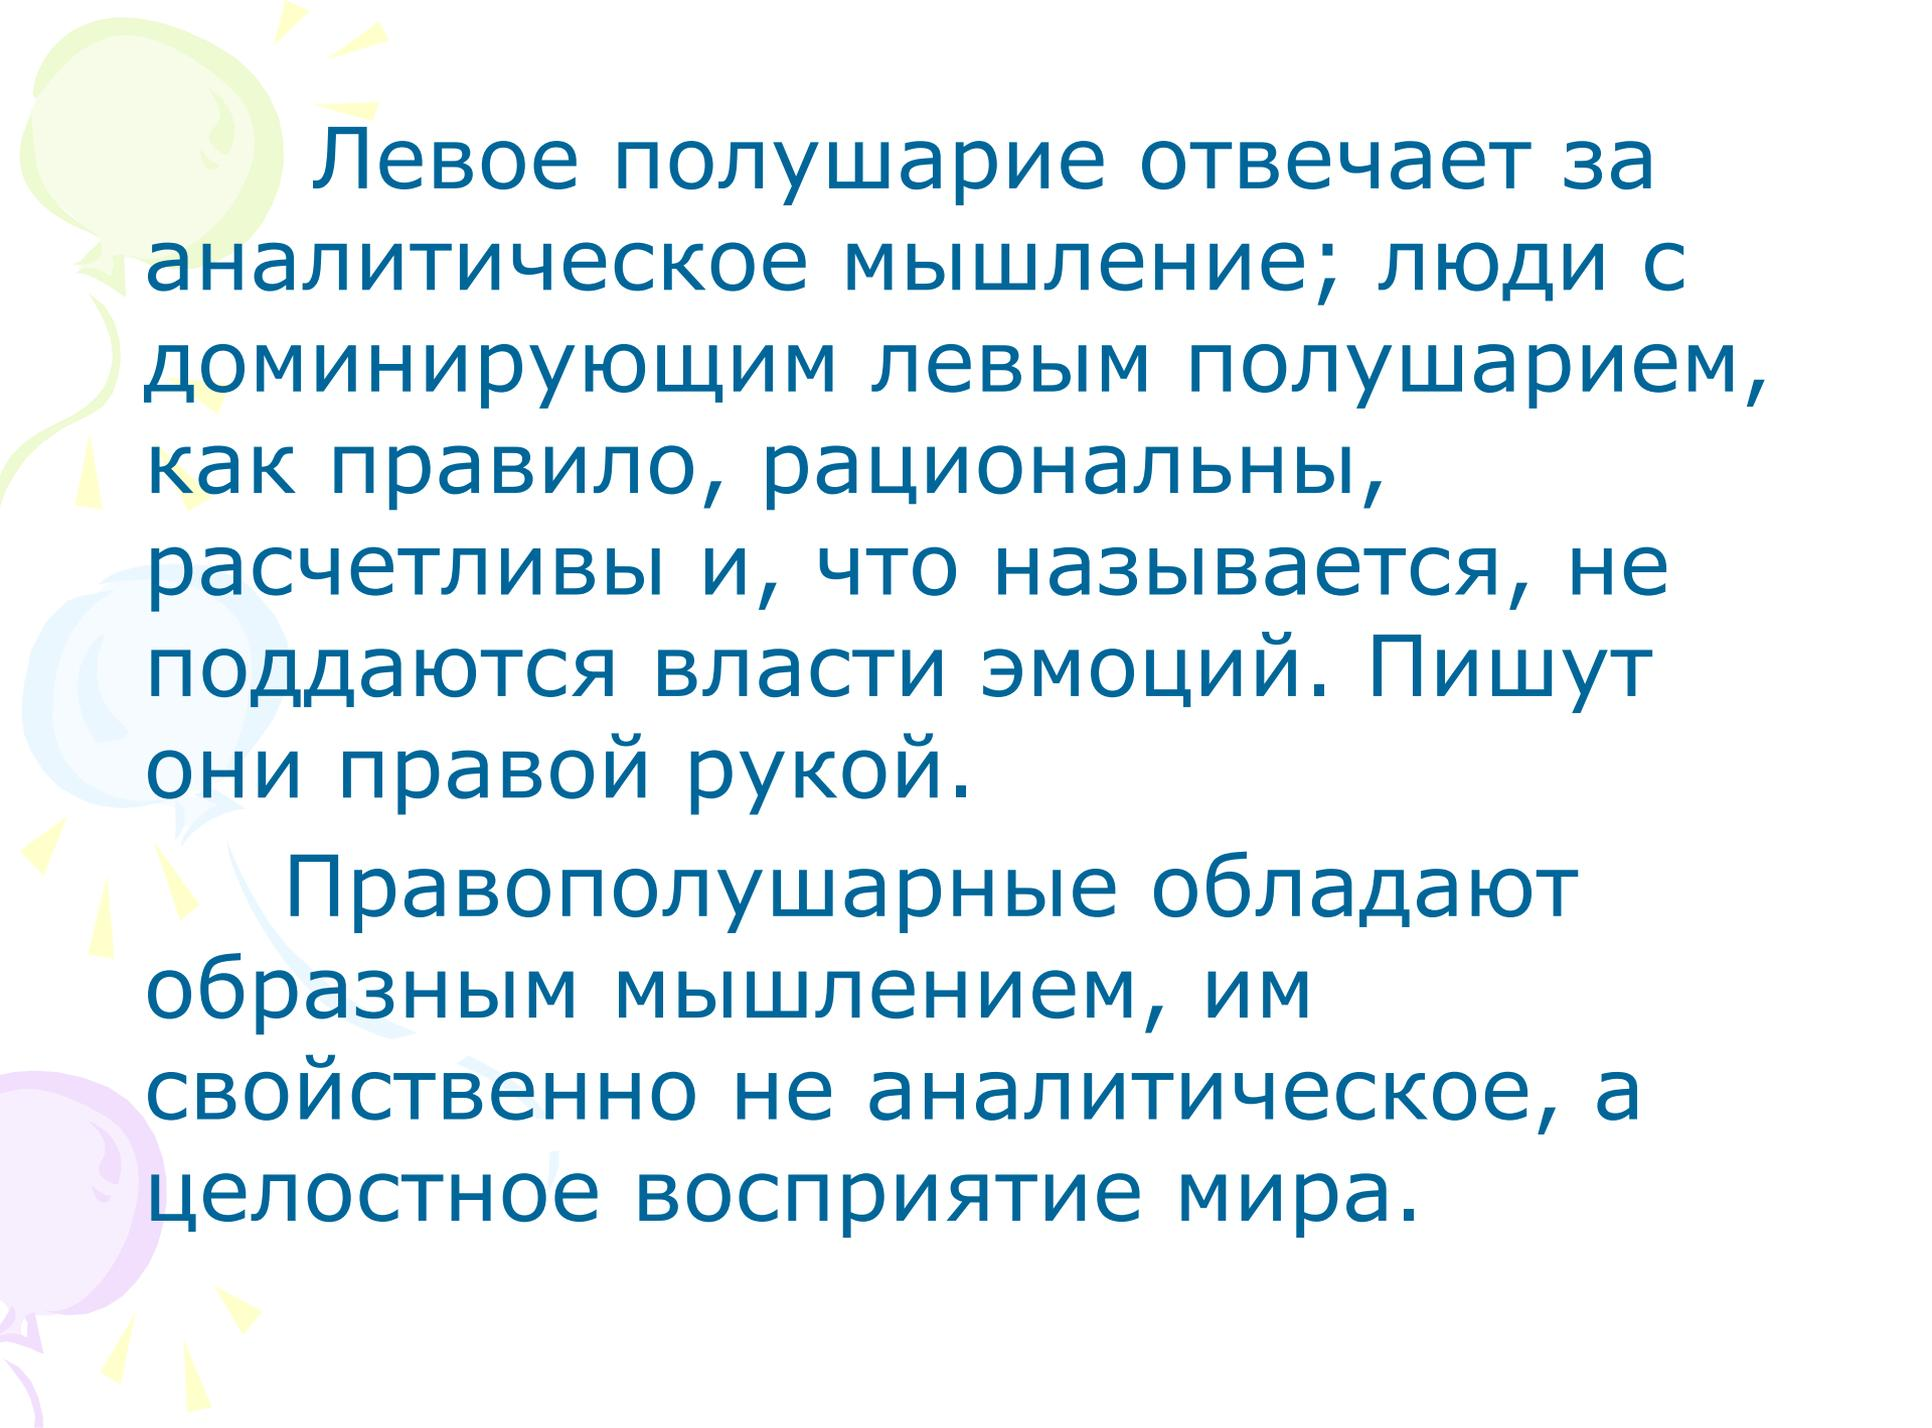 Левое полушарие отвечает за
аналитическое мышление; люди с
доминирующим левым полушарием,
как правило, рациональны,
расчетливы и, что называется, не
поддаются власти эмоций. Пишут
они правой рукой.
Правополушарные обладают
образным мышлением, им
свойственно не аналитическое, а
целостное восприятие мира.